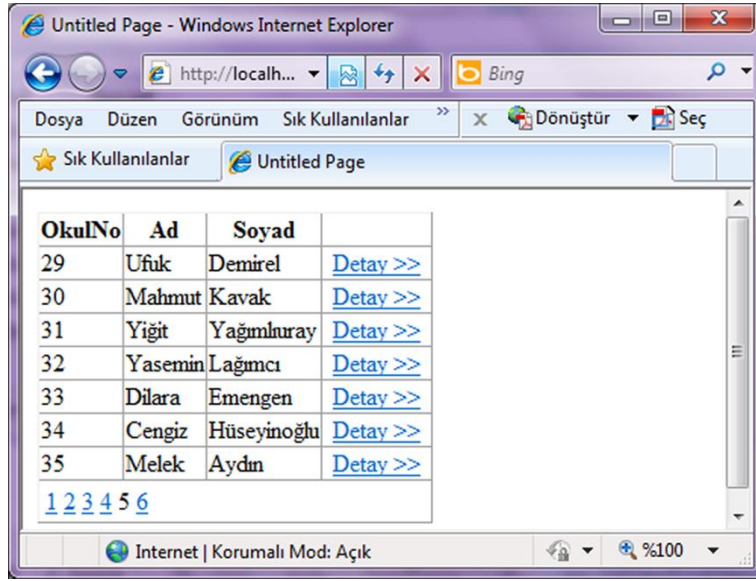 Untitled Page - Windows Internet Explorer
http://localh... Bing
Dosya Düzen Görünüm Sık Kullanılanlar » x Dönüştür Seç
Sık Kullanılanlar Untitled Page
OkulNo Ad Soyad
29 Ufuk Demirel Detay >>
30 Mahmut Kavak Detay >>
31 Yiğit Yağımlıuray Detay >>
32 Yasemin Lağımcı Detay >>
33 Dilara Emengen Detay >>
34 Cengiz Hüseyinoğlu Detay >>
35 Melek Aydın Detay >>
1 2 3 4 5 6
Internet | Korumalı Mod: Açık %100